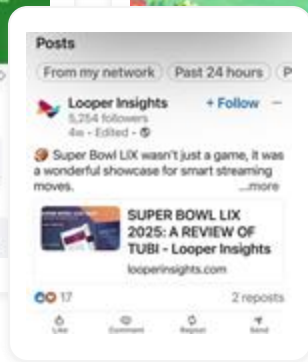 Posts
From my network
Past 24 hours
P
Looper Insights
+ Follow
5,254 followers
4w • Edited •
🏈 Super Bowl LIX wasn't just a game, it was
a wonderful showcase for smart streaming
moves.
...more
SUPER BOWL LIX
2025: A REVIEW OF
TUBI - Looper Insights
looperinsights.com
17
2 reposts
Like
Comment
Repost
Send